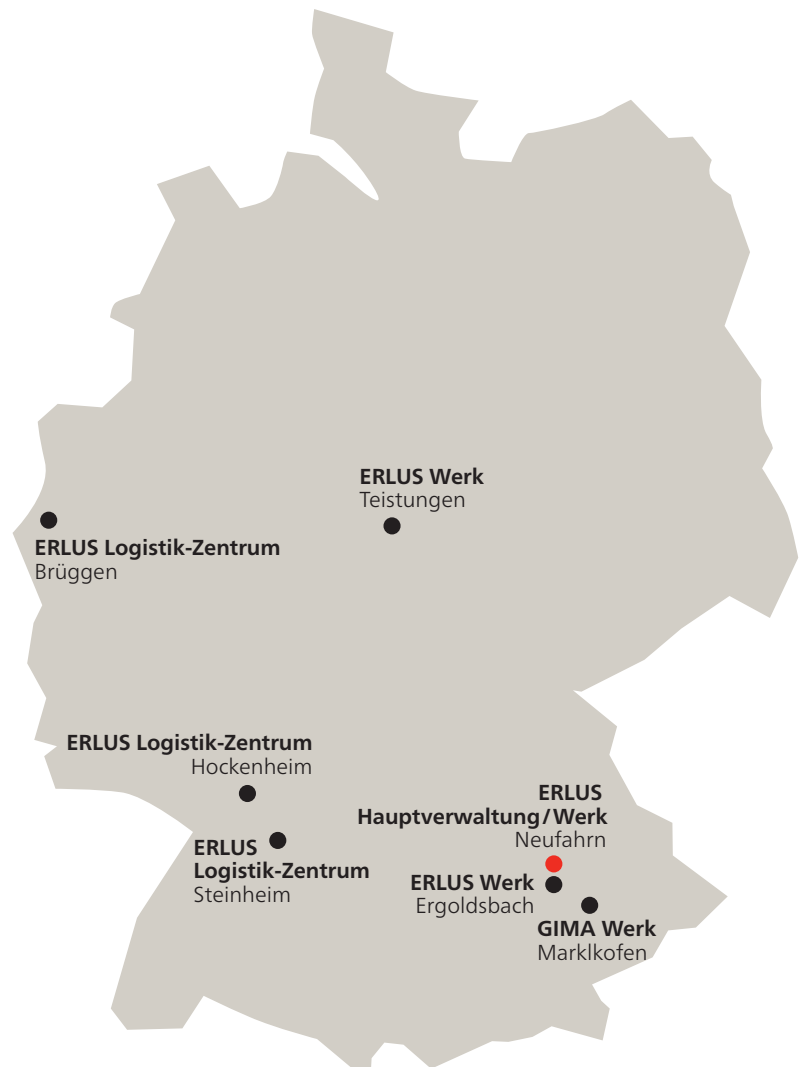 ERLUS Werk
Teistungen
ERLUS Logistik-Zentrum
Brüggen
ERLUS Logistik-Zentrum
Hockenheim
ERLUS
Logistik-Zentrum
Steinheim
ERLUS
Hauptverwaltung/Werk
Neufahrn
ERLUS Werk
Ergoldsbach
GIMA Werk
Marklkofen